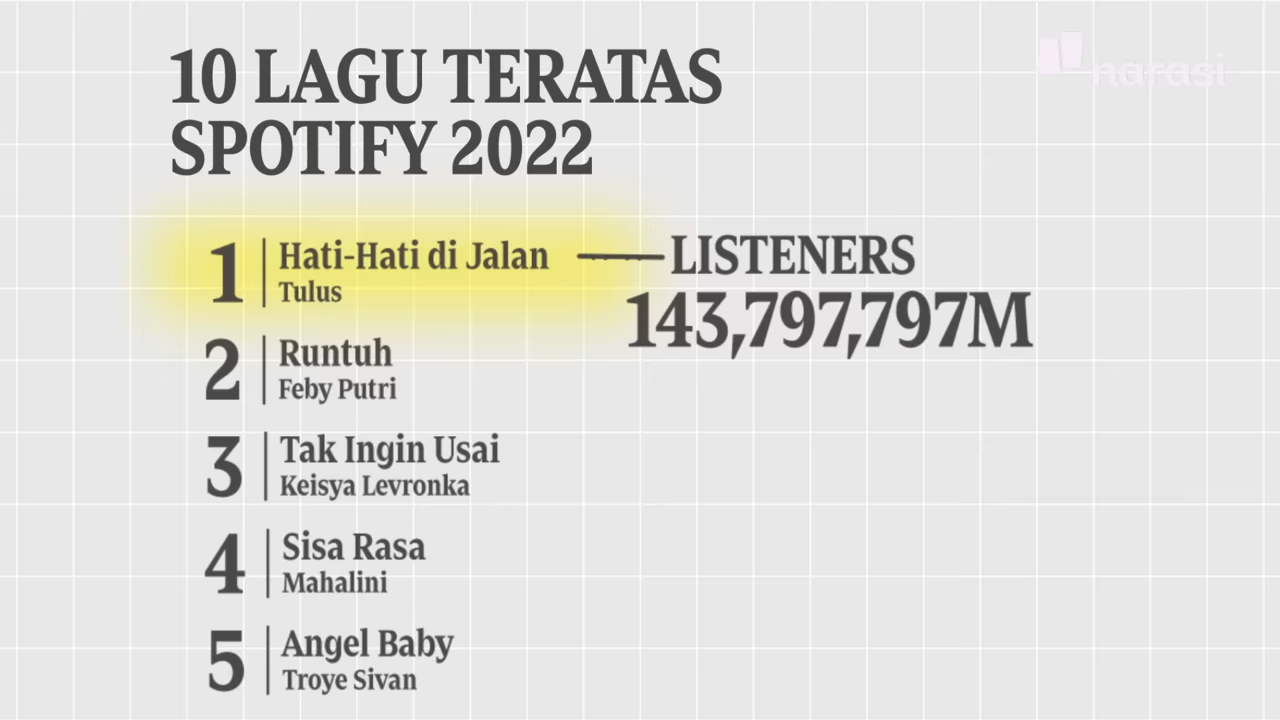 10 LAGU TERATAS
SPOTIFY 2022
narasi
1 Hati-Hati di Jalan
Tulus
LISTENERS
143,797,797M
2 Runtuh
Feby Putri
3 Tak Ingin Usai
Keisya Levronka
4 Sisa Rasa
Mahalini
5 Angel Baby
Troye Sivan